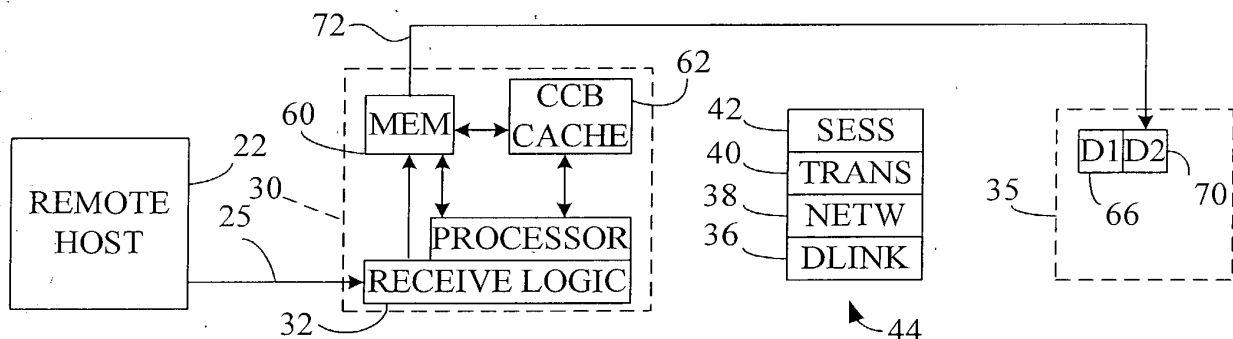 72
62
CCB
CACHE
MEM
60
42
SESS
40
TRANS
38
NETW
36
DLINK
44
D1 D2
35
66
70
22
REMOTE
HOST
30
25
PROCESSOR
RECEIVE LOGIC
32